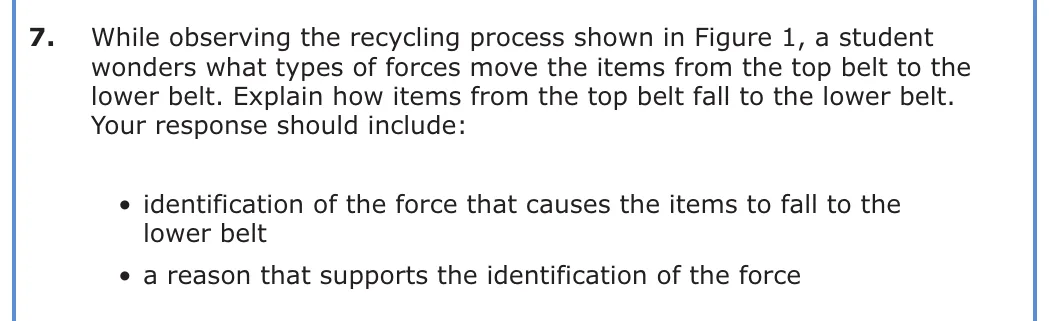 7. While observing the recycling process shown in Figure 1, a student
wonders what types of forces move the items from the top belt to the
lower belt. Explain how items from the top belt fall to the lower belt.
Your response should include:
• identification of the force that causes the items to fall to the
lower belt
• a reason that supports the identification of the force